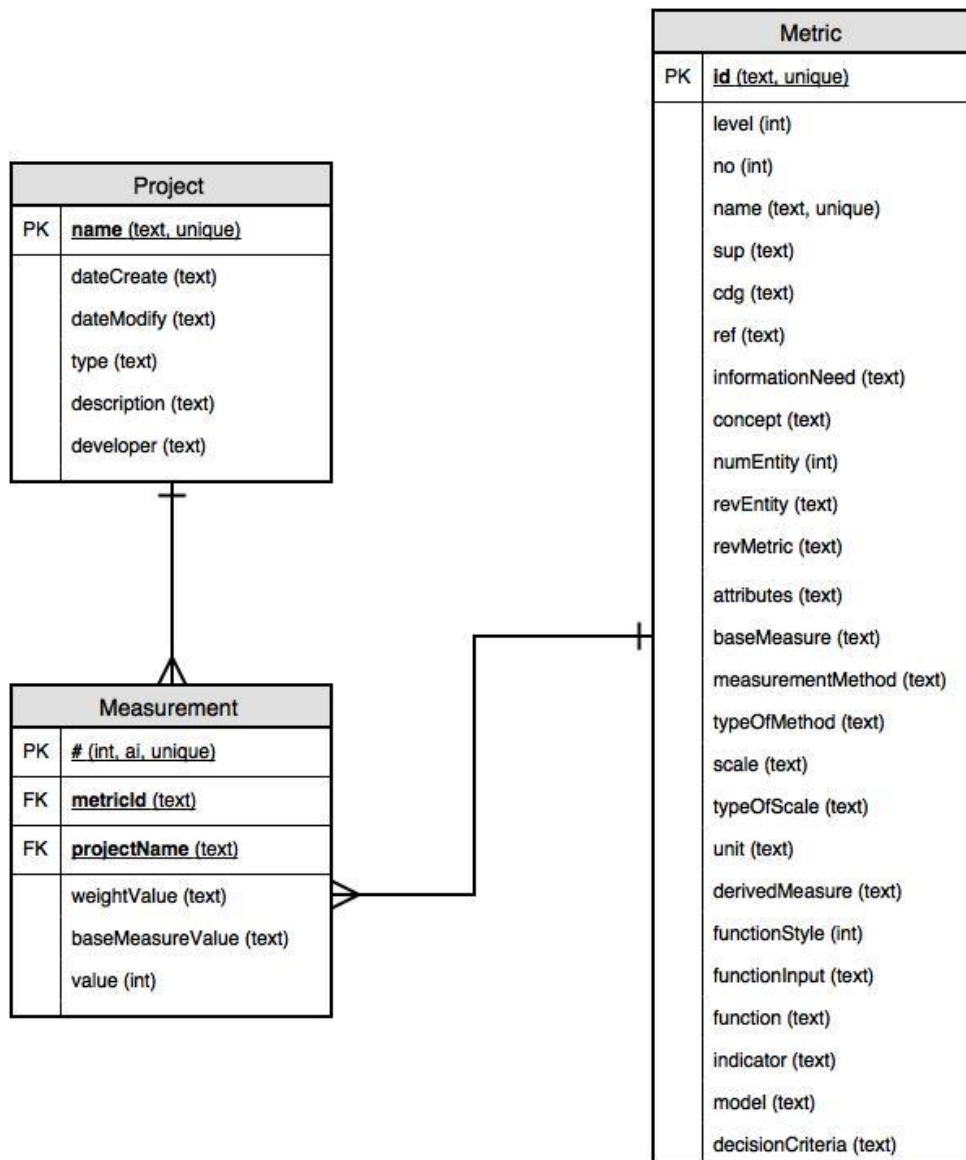 Metric
PK id (text, unique)
level (int)
no (int)
name (text, unique)
sup (text)
cdg (text)
ref (text)
informationNeed (text)
concept (text)
numEntity (int)
revEntity (text)
revMetric (text)
attributes (text)
baseMeasure (text)
measurementMethod (text)
typeOfMethod (text)
scale (text)
typeOfScale (text)
unit (text)
derivedMeasure (text)
functionStyle (int)
functionInput (text)
function (text)
indicator (text)
model (text)
decisionCriteria (text)
Project
PK name (text, unique)
dateCreate (text)
dateModify (text)
type (text)
description (text)
developer (text)
Measurement
PK # (int, ai, unique)
FK metricId (text)
FK projectName (text)
weightValue (text)
baseMeasureValue (text)
value (int)